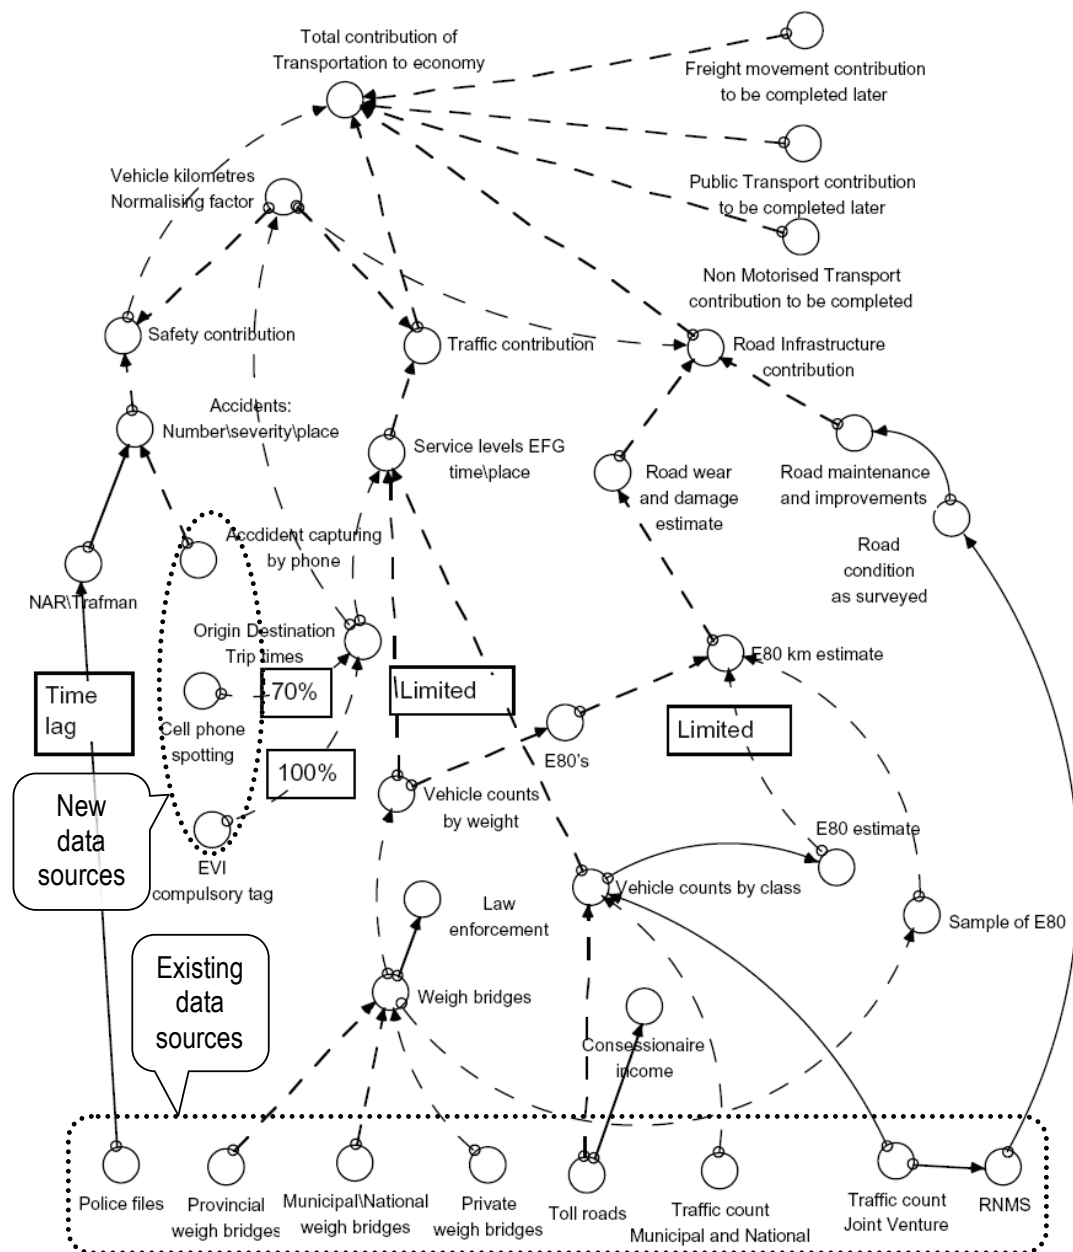 Total contribution of
Transportation to economy
Freight movement contribution
to be completed later
Vehicle kilometres
Normalising factor
Public Transport contribution
to be completed later
Non Motorised Transport
contribution to be completed
Safety contribution
Traffic contribution
Road Infrastructure
contribution
Accidents:
Number\severity\place
Service levels EFG
time\place
Road wear
and damage
estimate
Road maintenance
and improvements
Accdident capturing
by phone
Road
condition
as surveyed
NAR\Trafman
Origin Destination
Trip times
E80 km estimate
Time
lag
70%
Limited
Limited
Cell phone
spotting
E80's
100%
Vehicle counts
by weight
New
data
sources
E80 estimate
EVI
compulsory tag
Law
enforcement
Vehicle counts by class
Sample of E80
Existing
data
sources
Weigh bridges
Consessionaire
income
Police files
Provincial
weigh bridges
Municipal\National
weigh bridges
Private
weigh bridges
Toll roads
Traffic count
Municipal and National
Traffic count
Joint Venture
RNMS